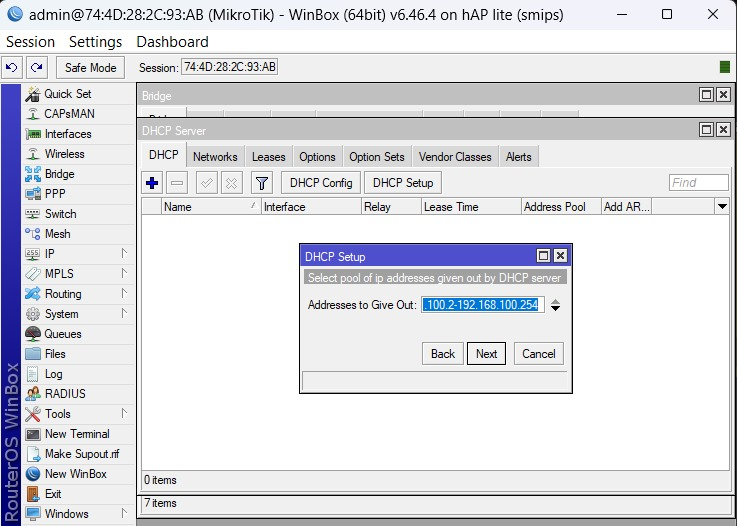 admin@74:4D:28:2C:93:AB (MikroTik) - WinBox (64bit) v6.46.4 on hAP lite (smips)
Session Settings Dashboard
Safe Mode Session: 74:4D:28:2C:93:AB
Quick Set
CAPsMAN
Interfaces
Wireless
Bridge
PPP
Switch
Mesh
IP
MPLS
Routing
System
Queues
Files
Log
RADIUS
Tools
New Terminal
Make Supout.rif
New WinBox
Exit
Windows
RouterOS WinBox
Bridge
DHCP Server
DHCP Networks Leases Options Option Sets Vendor Classes Alerts
DHCP Config DHCP Setup Find
Name Interface Relay Lease Time Address Pool Add AR...
DHCP Setup
Select pool of ip addresses given out by DHCP server
Addresses to Give Out: .100.2-192.168.100.254
Back Next Cancel
0 items
7 items